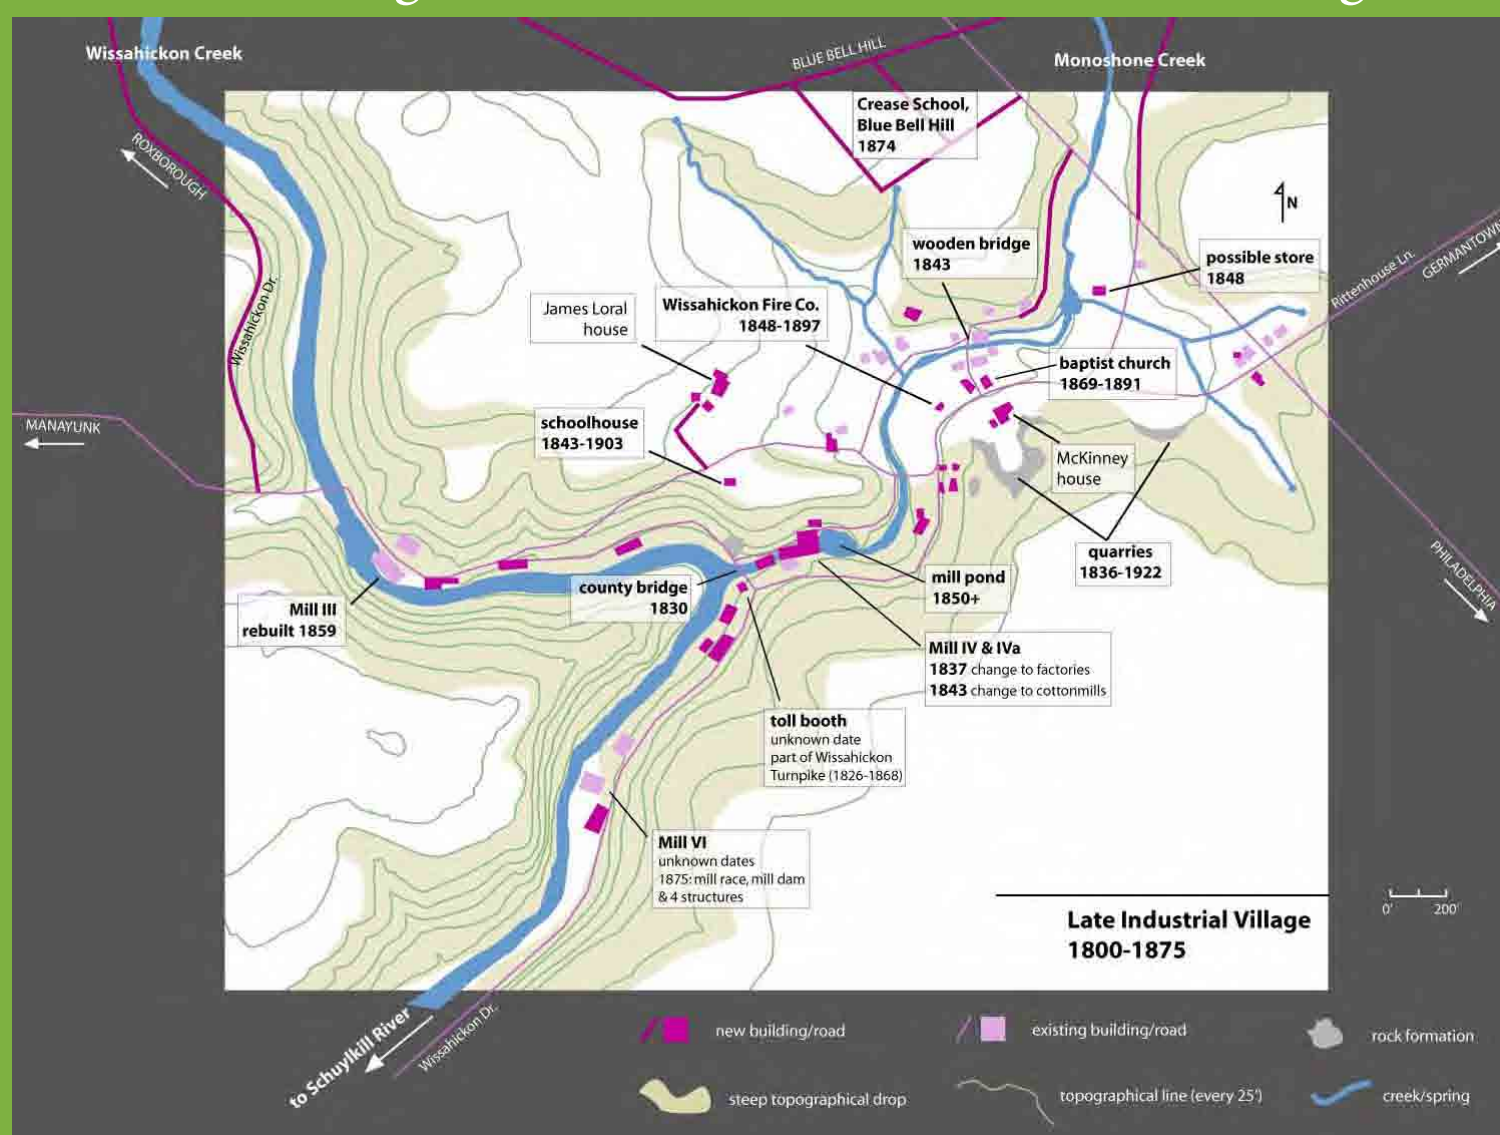 Wissahickon Creek
BLUE BELL HILL
Monoshone Creek
ROXBOROUGH
Crease School,
Blue Bell Hill
1874
N
wooden bridge
1843
possible store
1848
GERMANTOWN
Rittenhouse Ln.
Wissahickon Dr.
James Loral
house
Wissahickon Fire Co.
1848-1897
baptist church
1869-1891
MANAYUNK
schoolhouse
1843-1903
McKinney
house
quarries
1836-1922
PHILADELPHIA
county bridge
1830
mill pond
1850+
Mill III
rebuilt 1859
Mill IV & IVa
1837 change to factories
1843 change to cottonmills
toll booth
unknown date
part of Wissahickon
Turnpike (1826-1868)
Mill VI
unknown dates
1875: mill race, mill dam
& 4 structures
0' 200'
Late Industrial Village
1800-1875
to Schuylkill River
Wissahickon Dr.
new building/road
existing building/road
rock formation
steep topographical drop
topographical line (every 25')
creek/spring